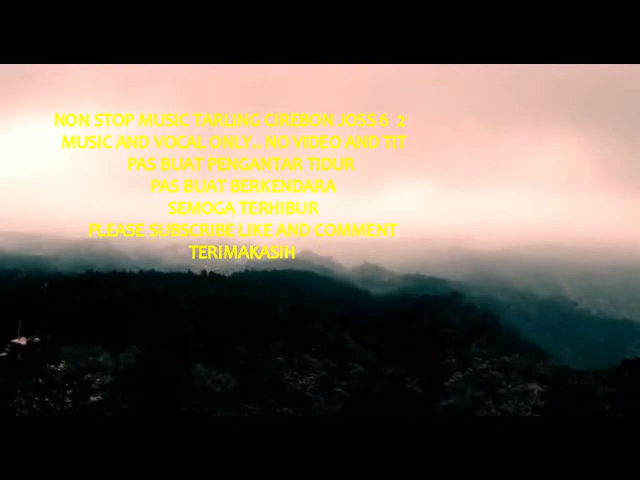 NON STOP MUSIC TARLING CIREBON JOSS 6 2
MUSIC AND VOCAL ONLY.. NO VIDEO AND TIT
PAS BUAT PENGANTAR TIDUR
PAS BUAT BERKENDARA
SEMOGA TERHIBUR
PLEASE SUBSCRIBE LIKE AND COMMENT
TERIMAKASIH